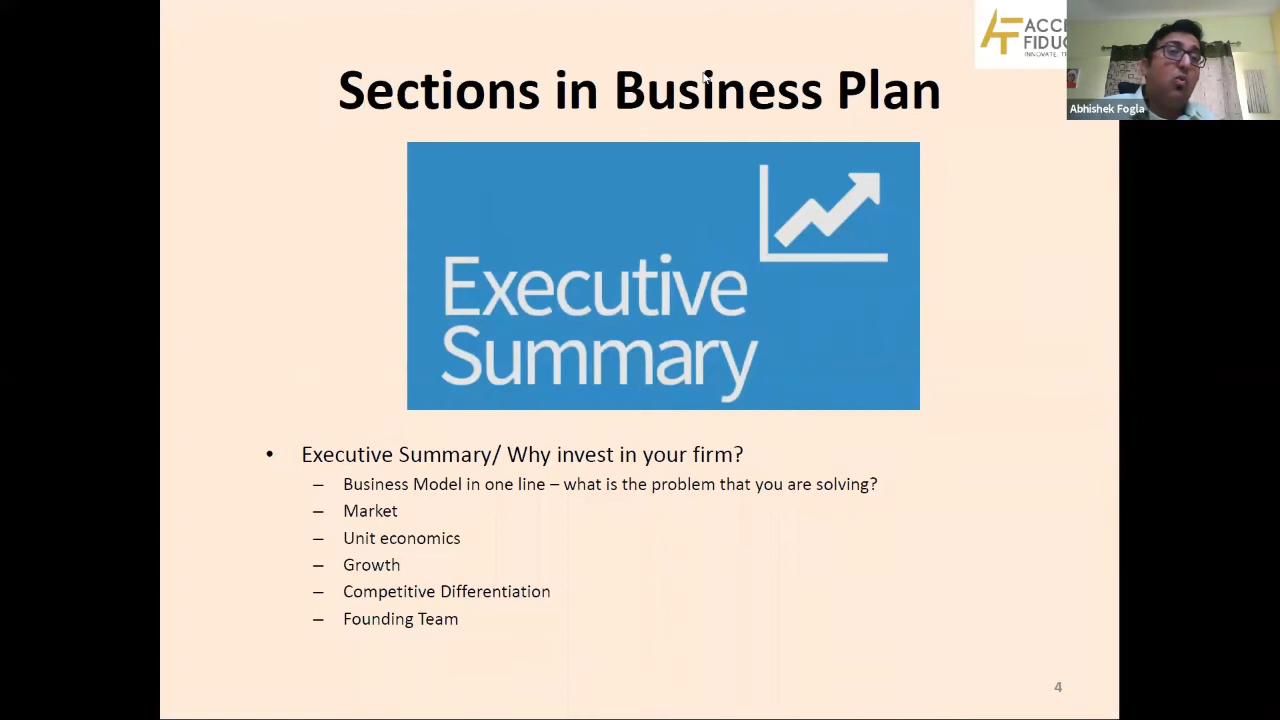 Sections in Business Plan
Executive
Summary
• Executive Summary/ Why invest in your firm?
– Business Model in one line – what is the problem that you are solving?
– Market
– Unit economics
– Growth
– Competitive Differentiation
– Founding Team
4
Abhishek Fogla